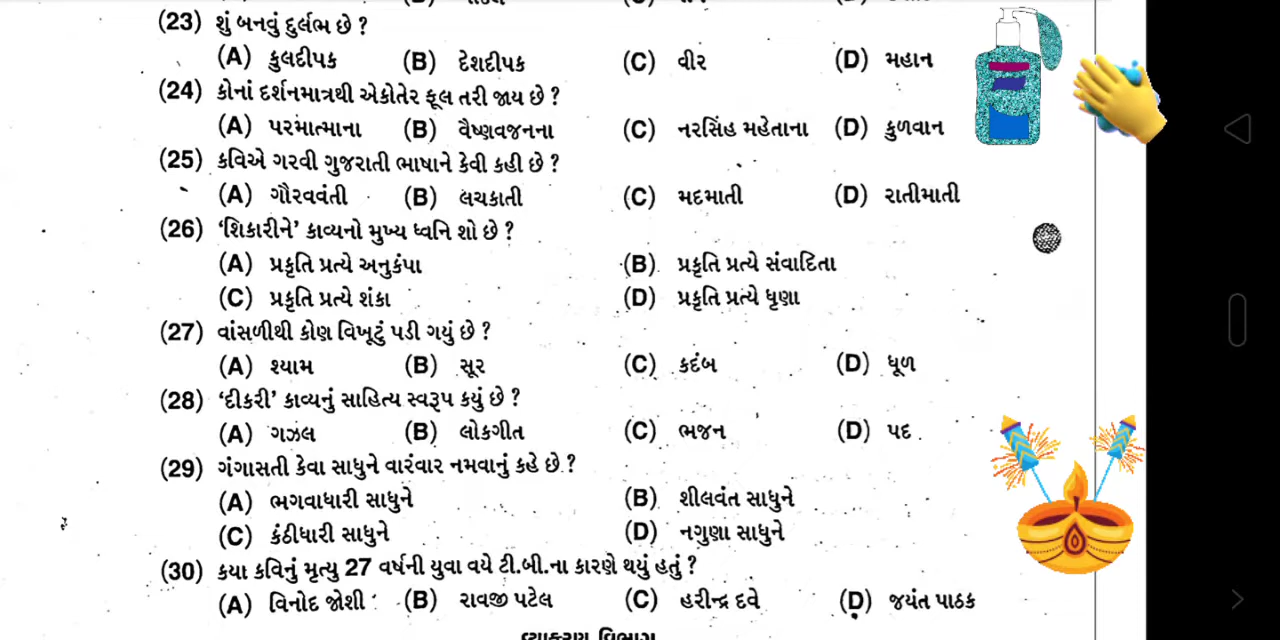 (23) શું બનવું દુર્લભ છે ?
(A) કુલદીપક (B) દેશદીપક (C) વીર (D) મહાન
(24) કોનાં દર્શનમાત્રથી એકોતેર કૂલ તરી જાય છે ?
(A) પરમાત્માના (B) વૈષ્ણવજનના (C) નરસિંહ મહેતાના (D) કુળવાન
(25) કવિએ ગરવી ગુજરાતી ભાષાને કેવી કહી છે ?
(A) ગૌરવવંતી (B) લચકાતી (C) મદમાતી (D) રાતીમાતી
(26) 'શિકારીને' કાવ્યનો મુખ્ય ધ્વનિ શો છે ?
(A) પ્રકૃતિ પ્રત્યે અનુકંપા (B) પ્રકૃતિ પ્રત્યે સંવાદિતા
(C) પ્રકૃતિ પ્રત્યે શંકા (D) પ્રકૃતિ પ્રત્યે ધૃણા
(27) વાંસળીથી કોણ વિખૂટું પડી ગયું છે ?
(A) શ્યામ (B) સૂર (C) કદંબ (D) ધૂળ
(28) 'દીકરી' કાવ્યનું સાહિત્ય સ્વરૂપ કયું છે ?
(A) ગઝલ (B) લોકગીત (C) ભજન (D) પદ
(29) ગંગાસતી કેવા સાધુને વારંવાર નમવાનું કહે છે ?
(A) ભગવાધારી સાધુને (B) શીલવંત સાધુને
(C) કંઠીધારી સાધુને (D) નગુણા સાધુને
(30) કયા કવિનું મૃત્યુ 27 વર્ષની યુવા વયે ટી.બી.ના કારણે થયું હતું ?
(A) વિનોદ જોશી (B) રાવજી પટેલ (C) હરીન્દ્ર દવે (D) જયંત પાઠક